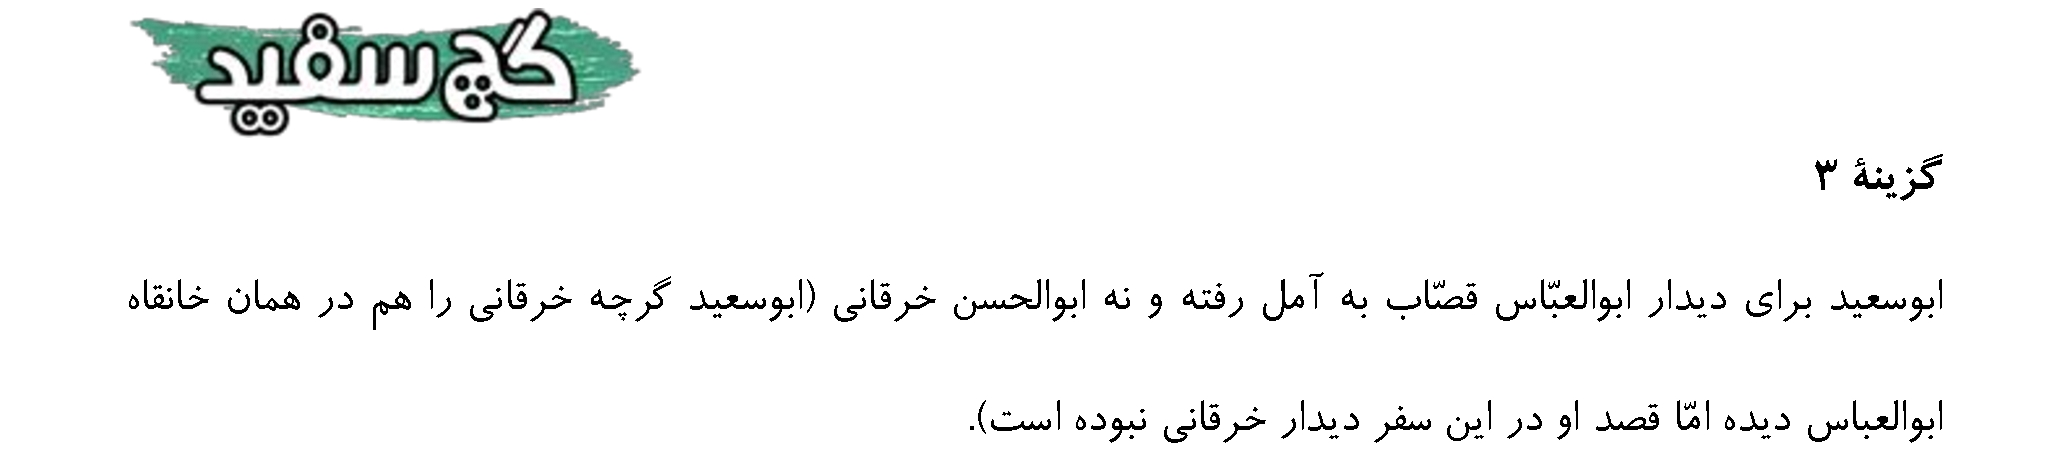 گچ سفید
گزینهٔ ۳
ابوسعید برای دیدار ابوالعبّاس قصّاب به آمل رفته و نه ابوالحسن خرقانی (ابوسعید گرچه خرقانی را هم در همان خانقاه
ابوالعباس دیده امّا قصد او در این سفر دیدار خرقانی نبوده است).